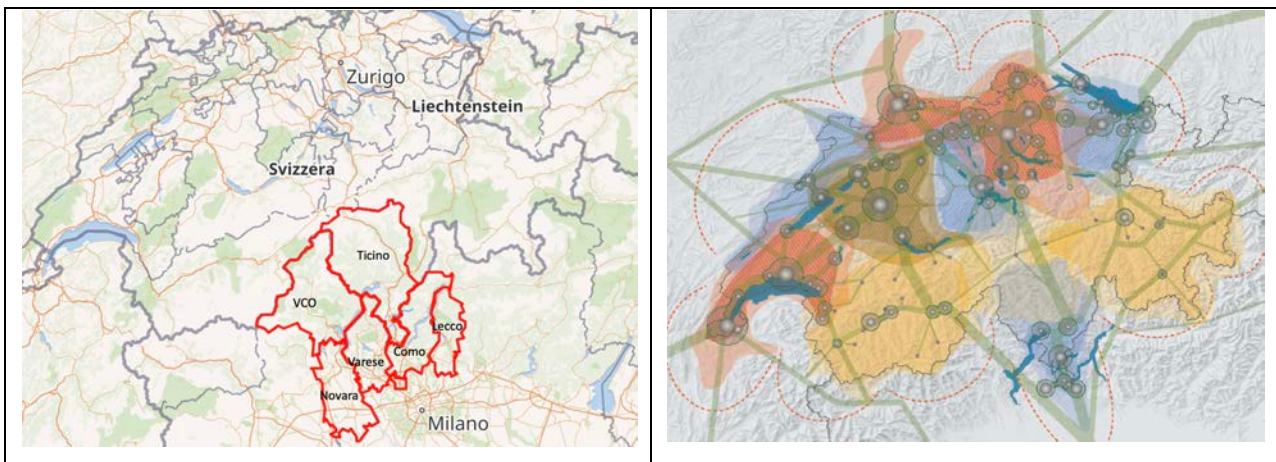 Zurigo
Liechtenstein
Svizzera
Ticino
VCO
Lecco
Varese
Como
Novara
Milano